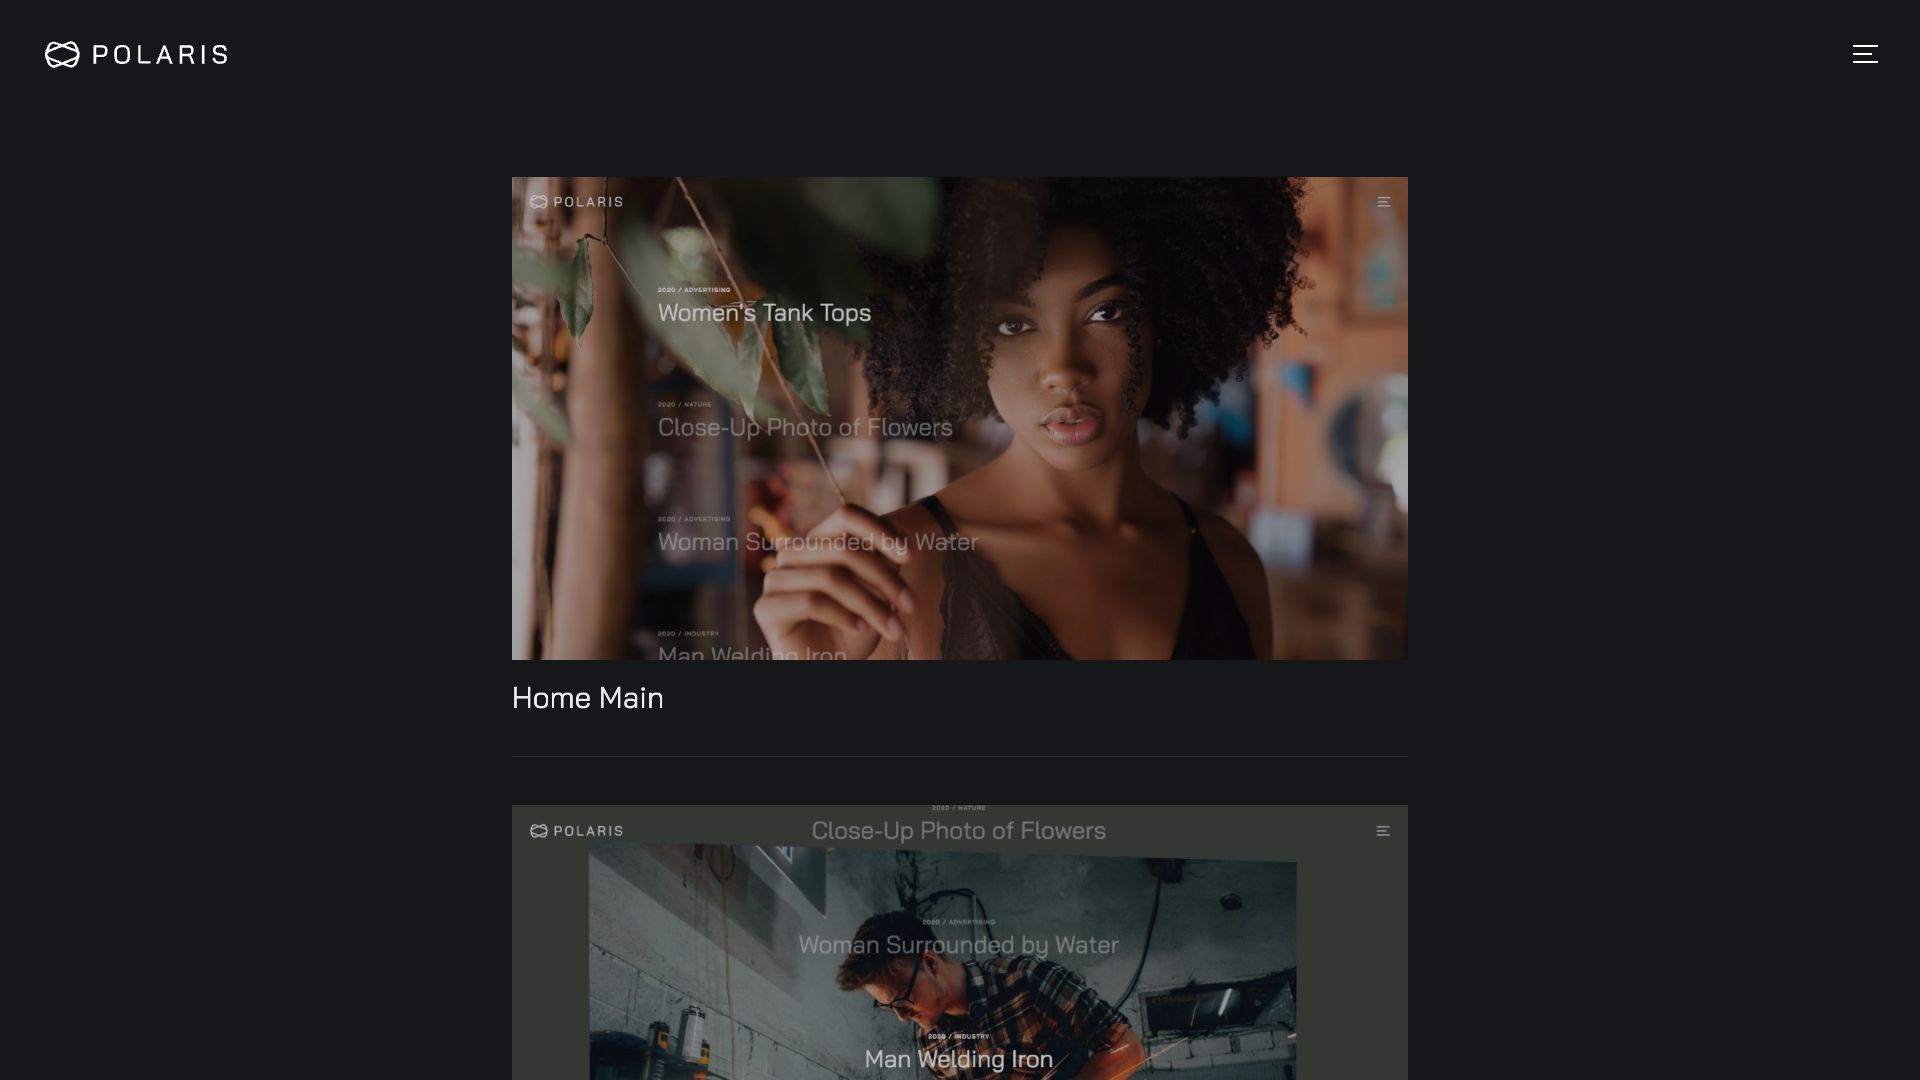 POLARIS
POLARIS
2020 / ADVERTISING
Women's Tank Tops
2020 / NATURE
Close-Up Photo of Flowers
2020 / ADVERTISING
Woman Surrounded by Water
2020 / INDUSTRY
Man Welding Iron
Home Main
2020 / NATURE
POLARIS
Close-Up Photo of Flowers
2020 / ADVERTISING
Woman Surrounded by Water
2020 / INDUSTRY
Man Welding Iron